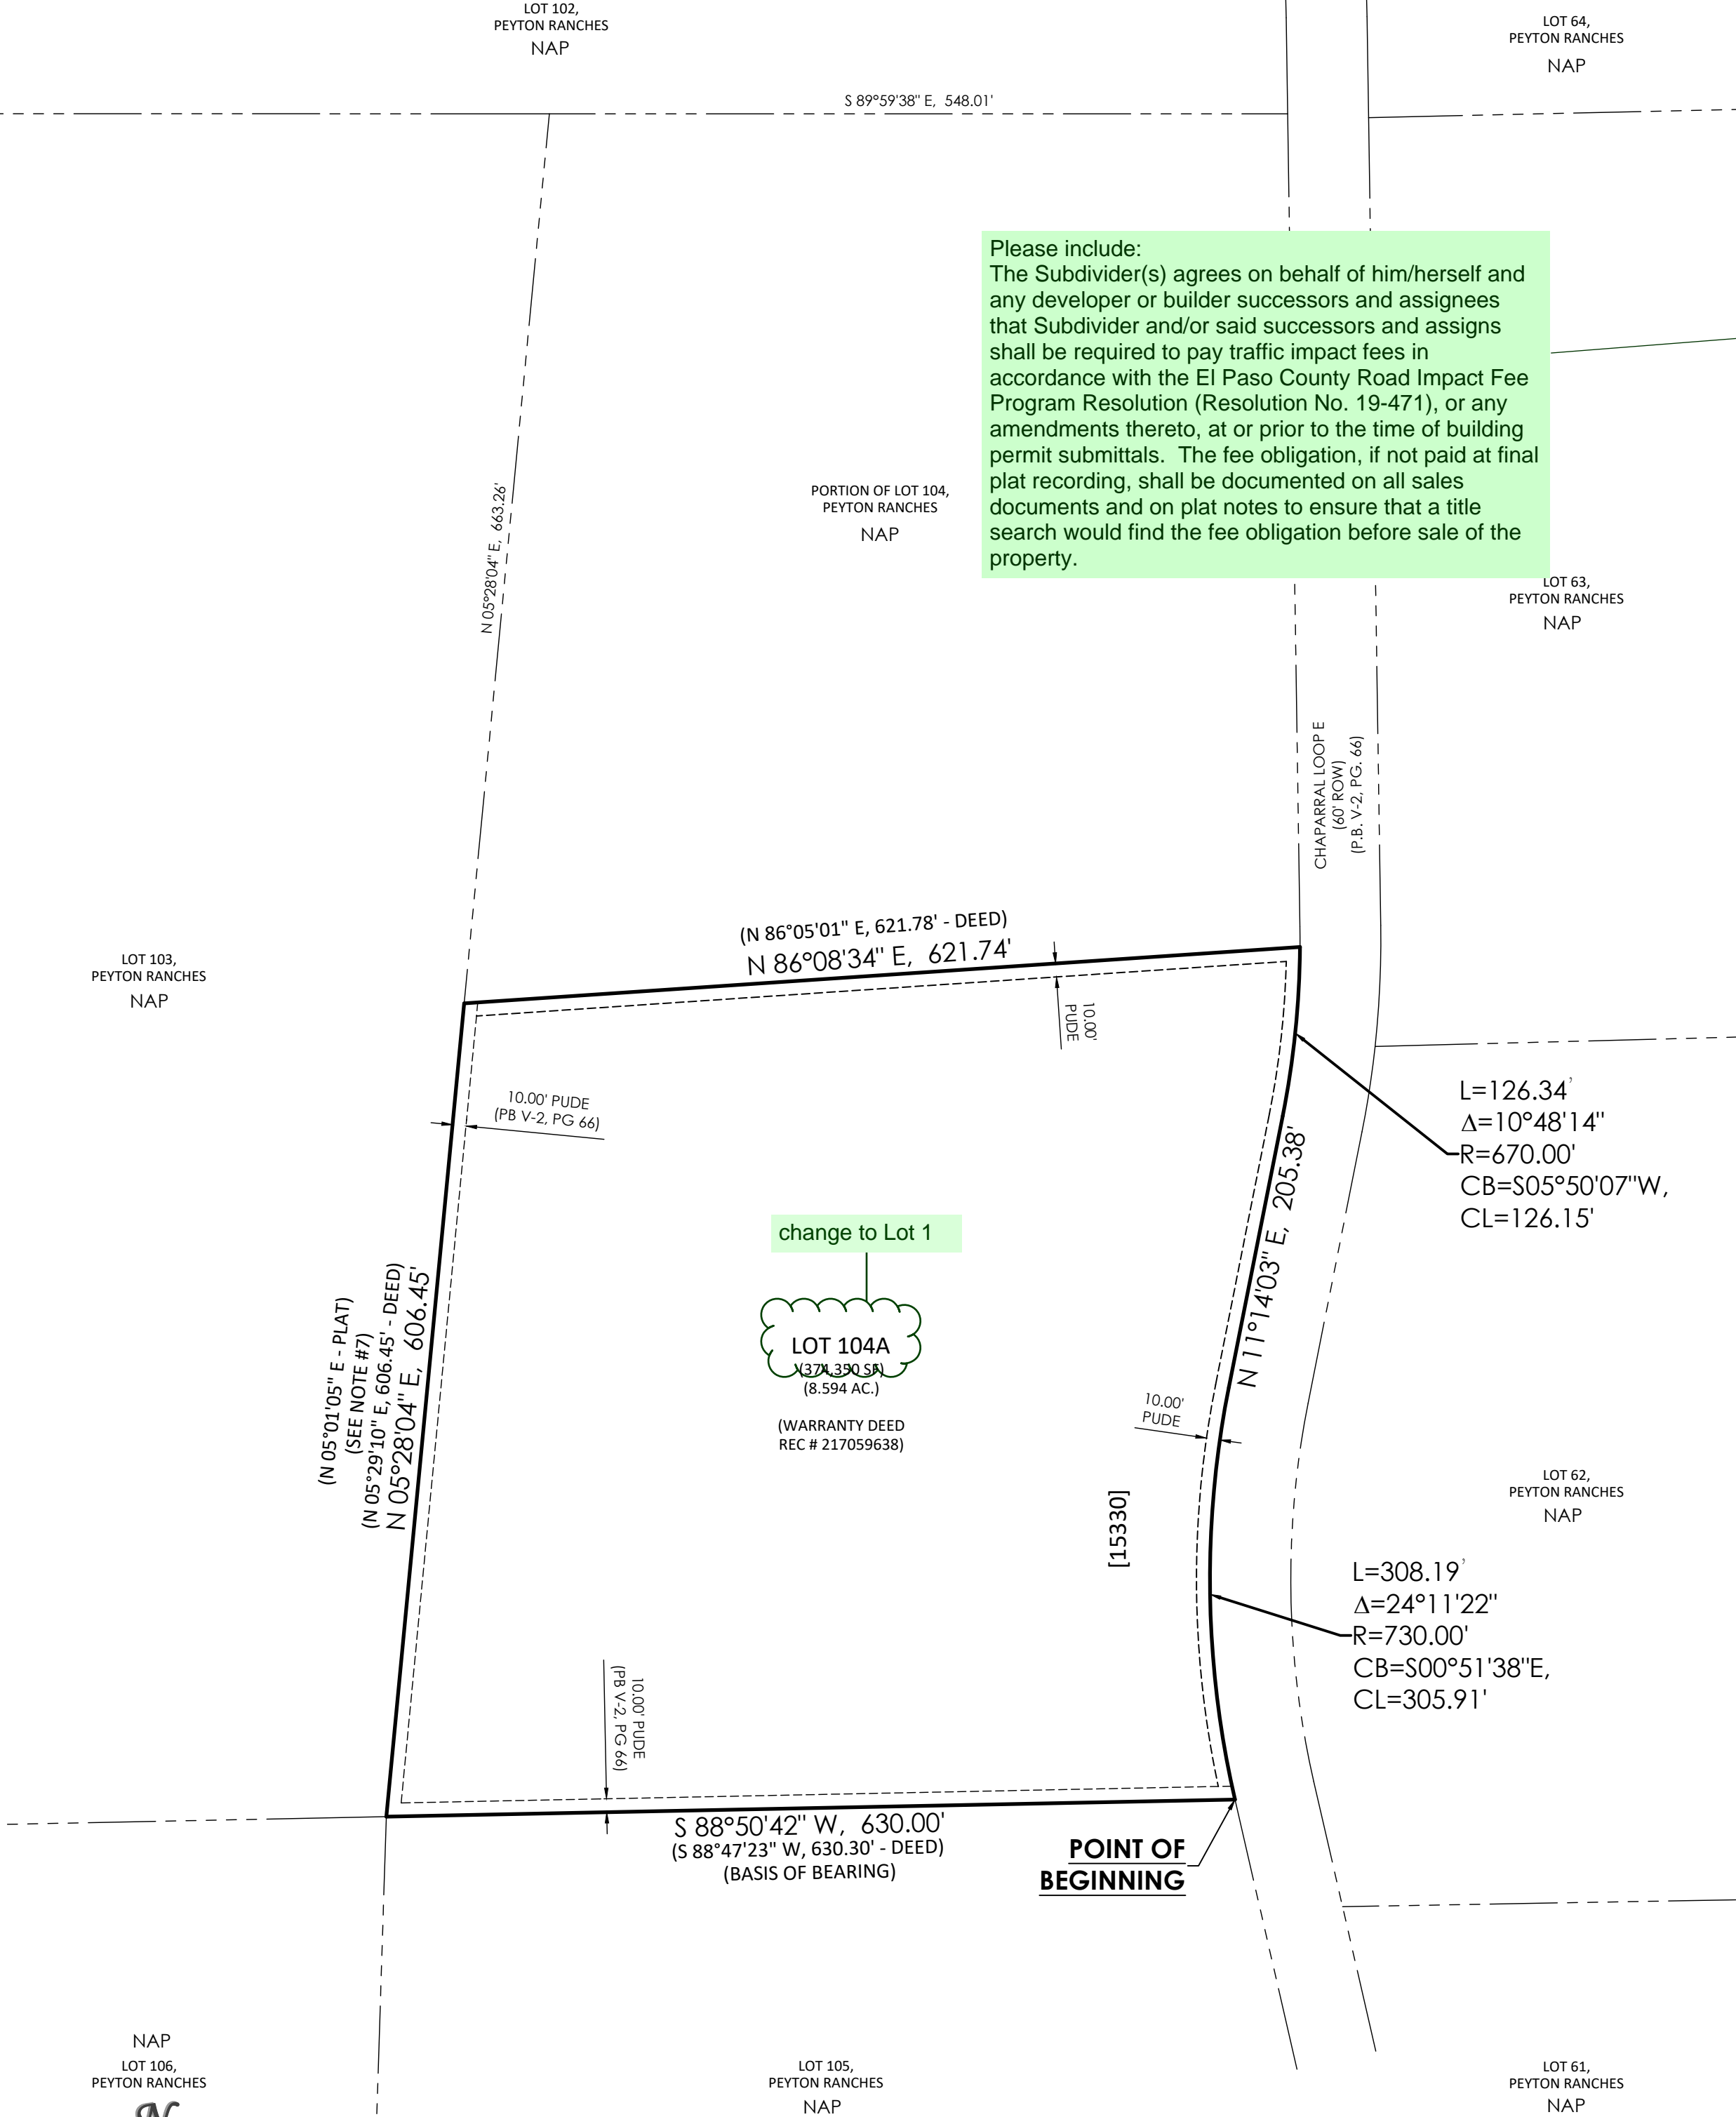 LOT 102,
PEYTON RANCHES
NAP
LOT 64,
PEYTON RANCHES
NAP
S 89°59'38" E, 548.01'
Please include:
The Subdivider(s) agrees on behalf of him/herself and
any developer or builder successors and assignees
that Subdivider and/or said successors and assigns
shall be required to pay traffic impact fees in
accordance with the El Paso County Road Impact Fee
Program Resolution (Resolution No. 19-471), or any
amendments thereto, at or prior to the time of building
permit submittals. The fee obligation, if not paid at final
plat recording, shall be documented on all sales
documents and on plat notes to ensure that a title
search would find the fee obligation before sale of the
property.
N 05°28'04" E, 663.26'
PORTION OF LOT 104,
PEYTON RANCHES
NAP
LOT 63,
PEYTON RANCHES
NAP
CHAPARRAL LOOP E
(60' ROW)
(P.B. V-2, PG. 66)
(N 86°05'01" E, 621.78' - DEED)
N 86°08'34" E, 621.74'
LOT 103,
PEYTON RANCHES
NAP
10.00'
PUDE
10.00' PUDE
(PB V-2, PG 66)
L=126.34'
Δ=10°48'14"
R=670.00'
CB=S05°50'07"W,
CL=126.15'
N 11°14'03" E, 205.38'
change to Lot 1
LOT 104A
(374,350 SF)
(8.594 AC.)
(WARRANTY DEED
REC # 217059638)
(N 05°01'05" E - PLAT)
(SEE NOTE #7)
(N 05°29'10" E, 606.45' - DEED)
N 05°28'04" E, 606.45'
10.00'
PUDE
[15330]
LOT 62,
PEYTON RANCHES
NAP
L=308.19'
Δ=24°11'22"
R=730.00'
CB=S00°51'38"E,
CL=305.91'
10.00' PUDE
(PB V-2, PG 66)
S 88°50'42" W, 630.00'
(S 88°47'23" W, 630.30' - DEED)
(BASIS OF BEARING)
POINT OF
BEGINNING
NAP
LOT 106,
PEYTON RANCHES
LOT 105,
PEYTON RANCHES
NAP
LOT 61,
PEYTON RANCHES
NAP
N